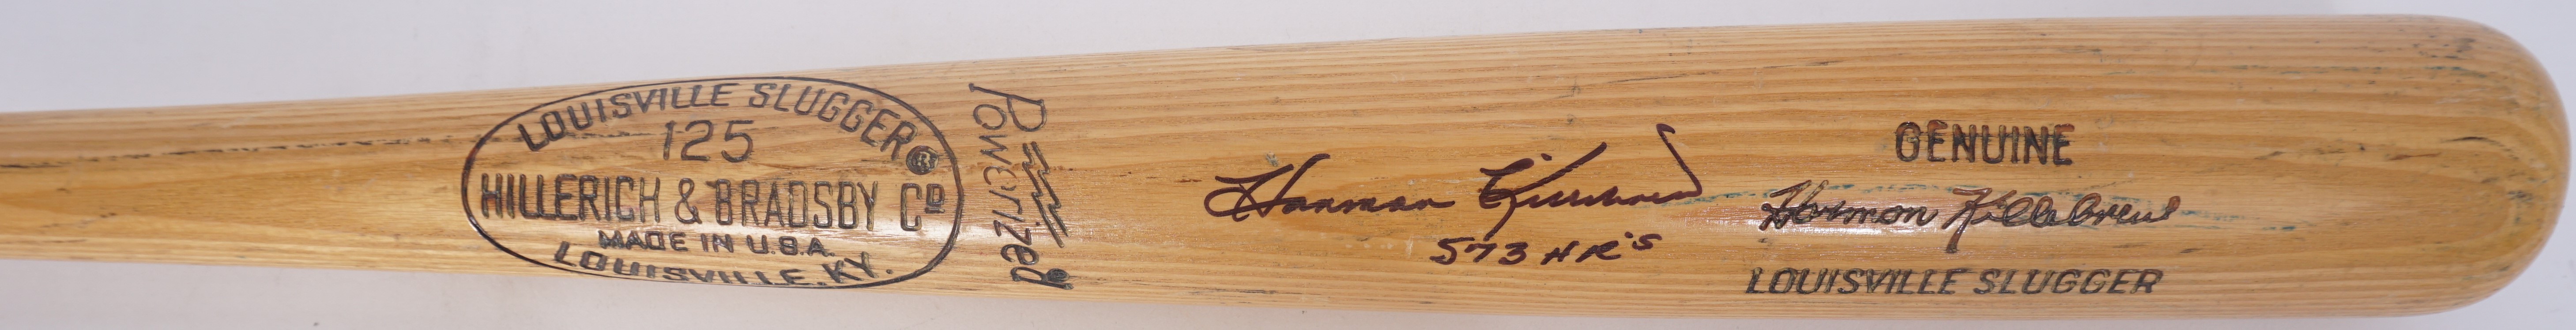 LOUISVILLE SLUGGER®
125
HILLERICH & BRADSBY Co
MADE IN U.S.A.
LOUISVILLE, KY.
Powerized®
Harmon Killebrew
573 HR's
GENUINE
Harmon Killebrew
LOUISVILLE SLUGGER